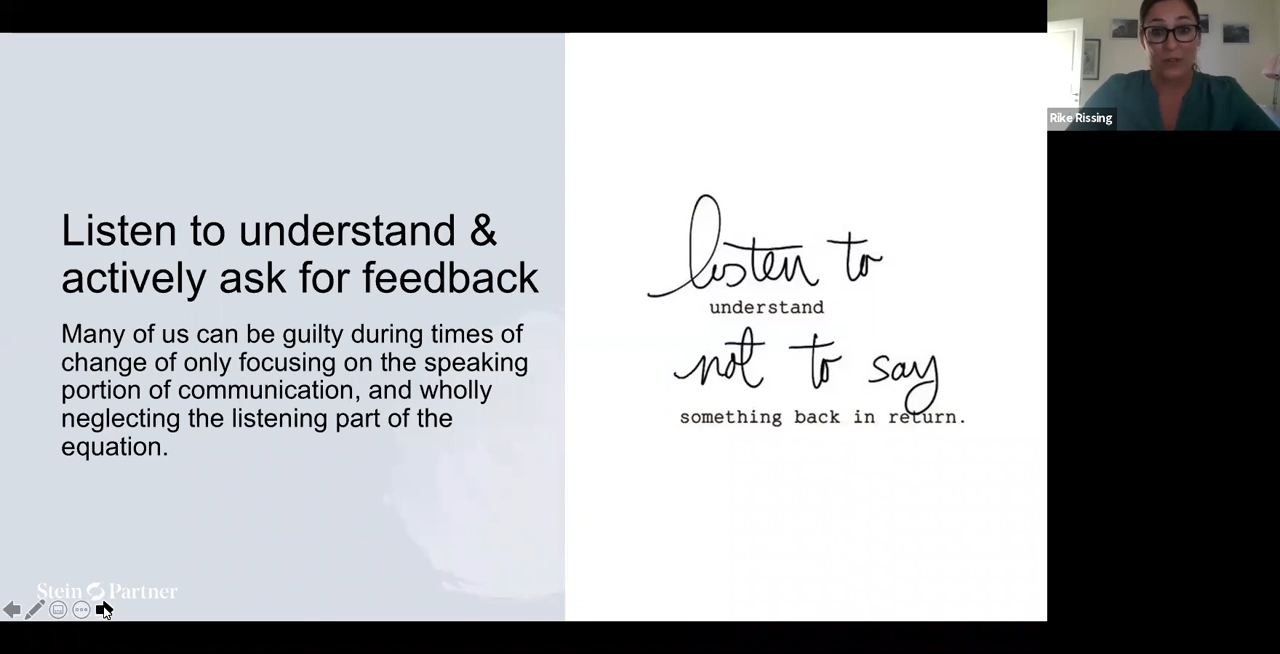 Listen to understand &
actively ask for feedback
Many of us can be guilty during times of
change of only focusing on the speaking
portion of communication, and wholly
neglecting the listening part of the
equation.
Stein Partner
listen to
understand
not to say
something back in return.
Rike Rissing